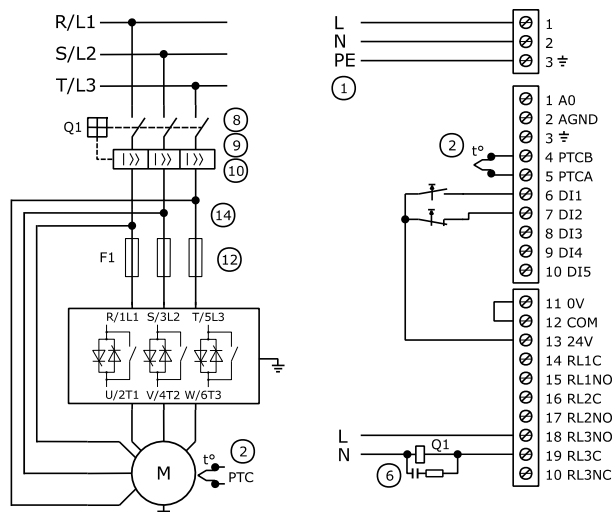 R/L1
S/L2
T/L3
Q1
8
9
10
I >>
I >>
I >>
14
F1
12
R/1L1 S/3L2 T/5L3
U/2T1 V/4T2 W/6T3
M
t°
2
PTC
L
N
PE
1
1
2
3
1 A0
2 AGND
3
4 PTCB
5 PTCA
6 DI1
7 DI2
8 DI3
9 DI4
10 DI5
2
t°
11 0V
12 COM
13 24V
14 RL1C
15 RL1NO
16 RL2C
17 RL2NO
18 RL3NO
19 RL3C
10 RL3NC
L
N
Q1
6